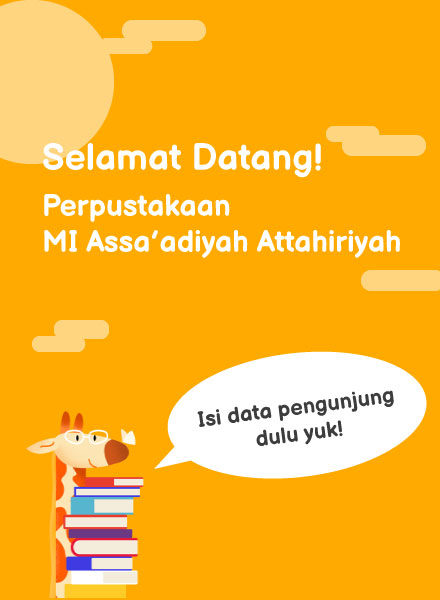 Selamat Datang!
Perpustakaan
MI Assa'adiyah Attahiriyah
Isi data pengunjung
dulu yuk!